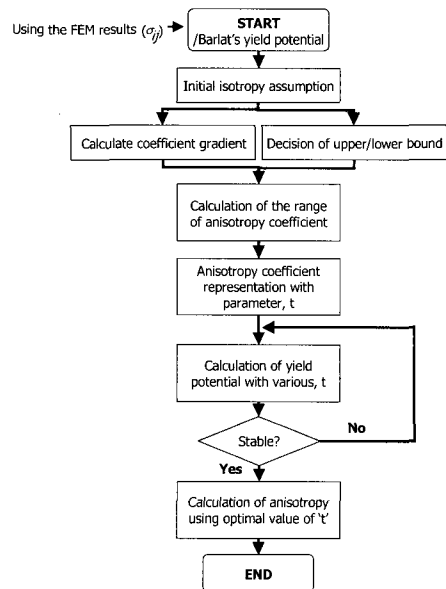 Using the FEM results (σij)
START
/Barlat's yield potential
Initial isotropy assumption
Calculate coefficient gradient
Decision of upper/lower bound
Calculation of the range
of anisotropy coefficient
Anisotropy coefficient
representation with
parameter, t
Calculation of yield
potential with various, t
Stable?
No
Yes
Calculation of anisotropy
using optimal value of 't'
END